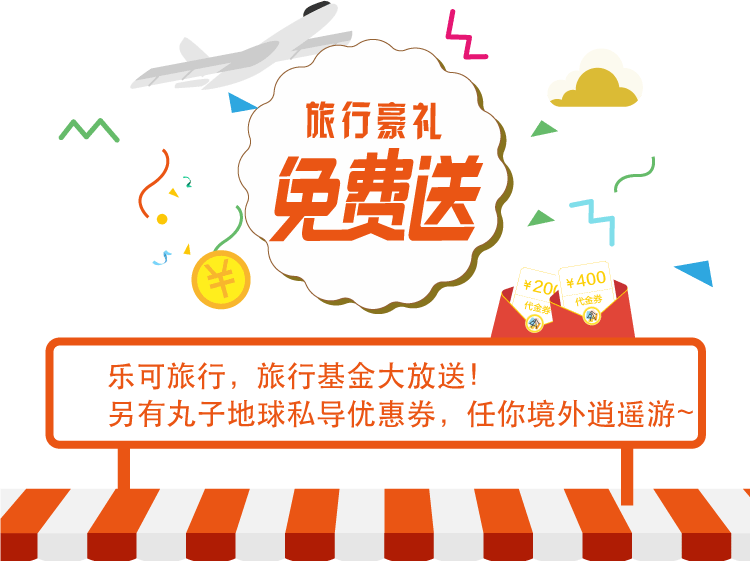 旅行豪礼
免费送
¥
¥200
代金券
¥400
代金券
乐可旅行，旅行基金大放送！
另有丸子地球私导优惠券，任你境外逍遥游~